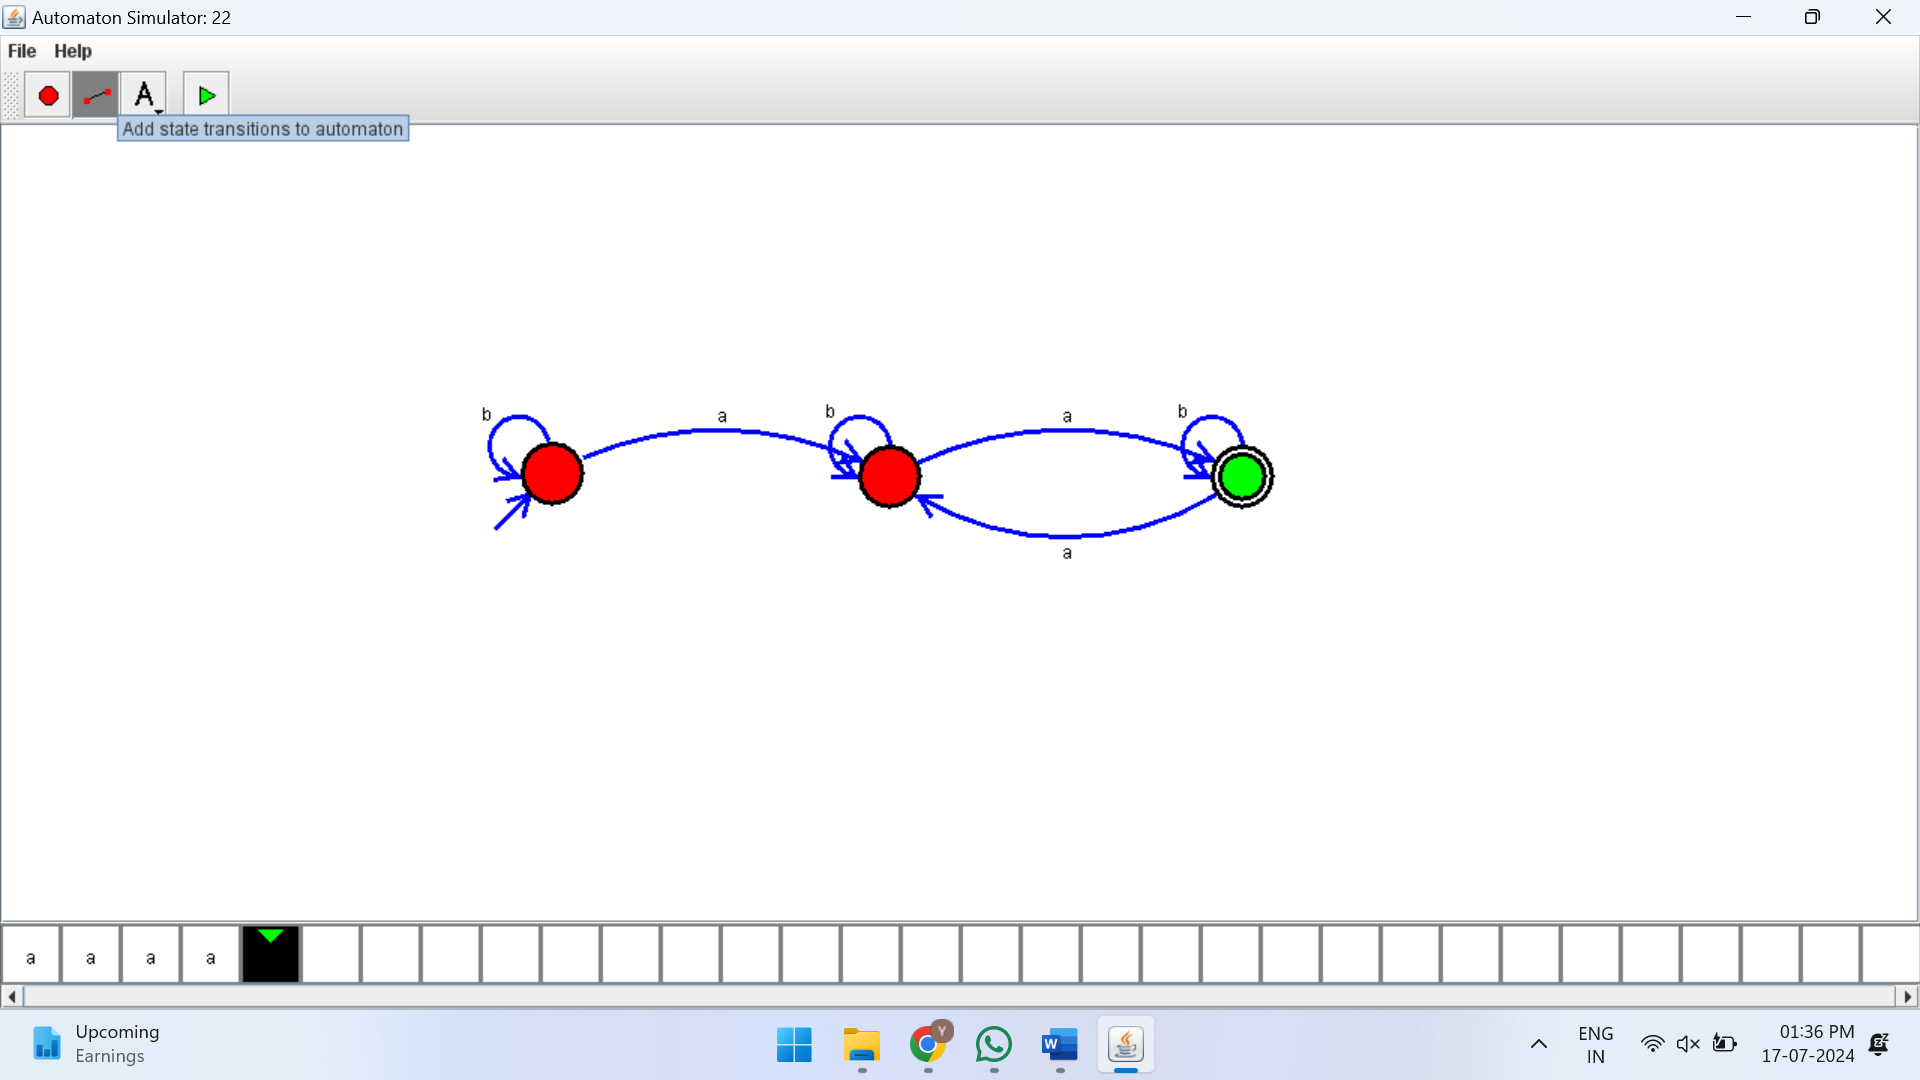 Automaton Simulator: 22
File Help
A
Add state transitions to automaton
b a b a b
a
a a a a
Upcoming
Earnings
Y
W
ENG
IN
01:36 PM
17-07-2024
zz